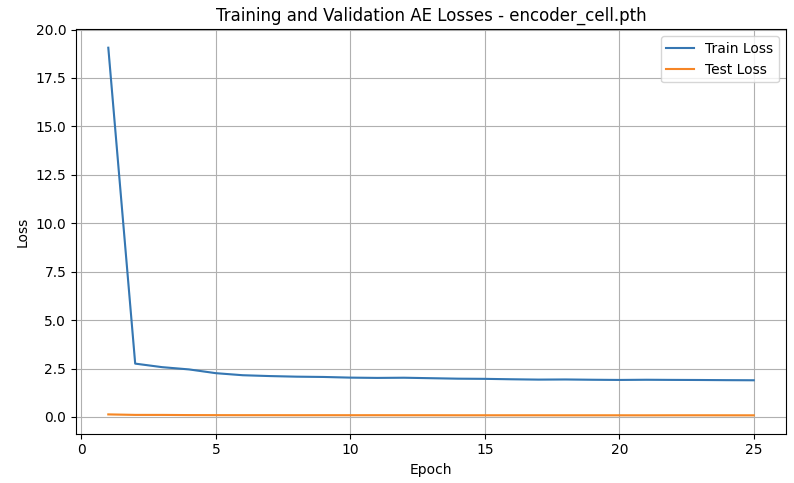 Training and Validation AE Losses - encoder_cell.pth
Train Loss
Test Loss
Loss
20.0
17.5
15.0
12.5
10.0
7.5
5.0
2.5
0.0
0 5 10 15 20 25
Epoch